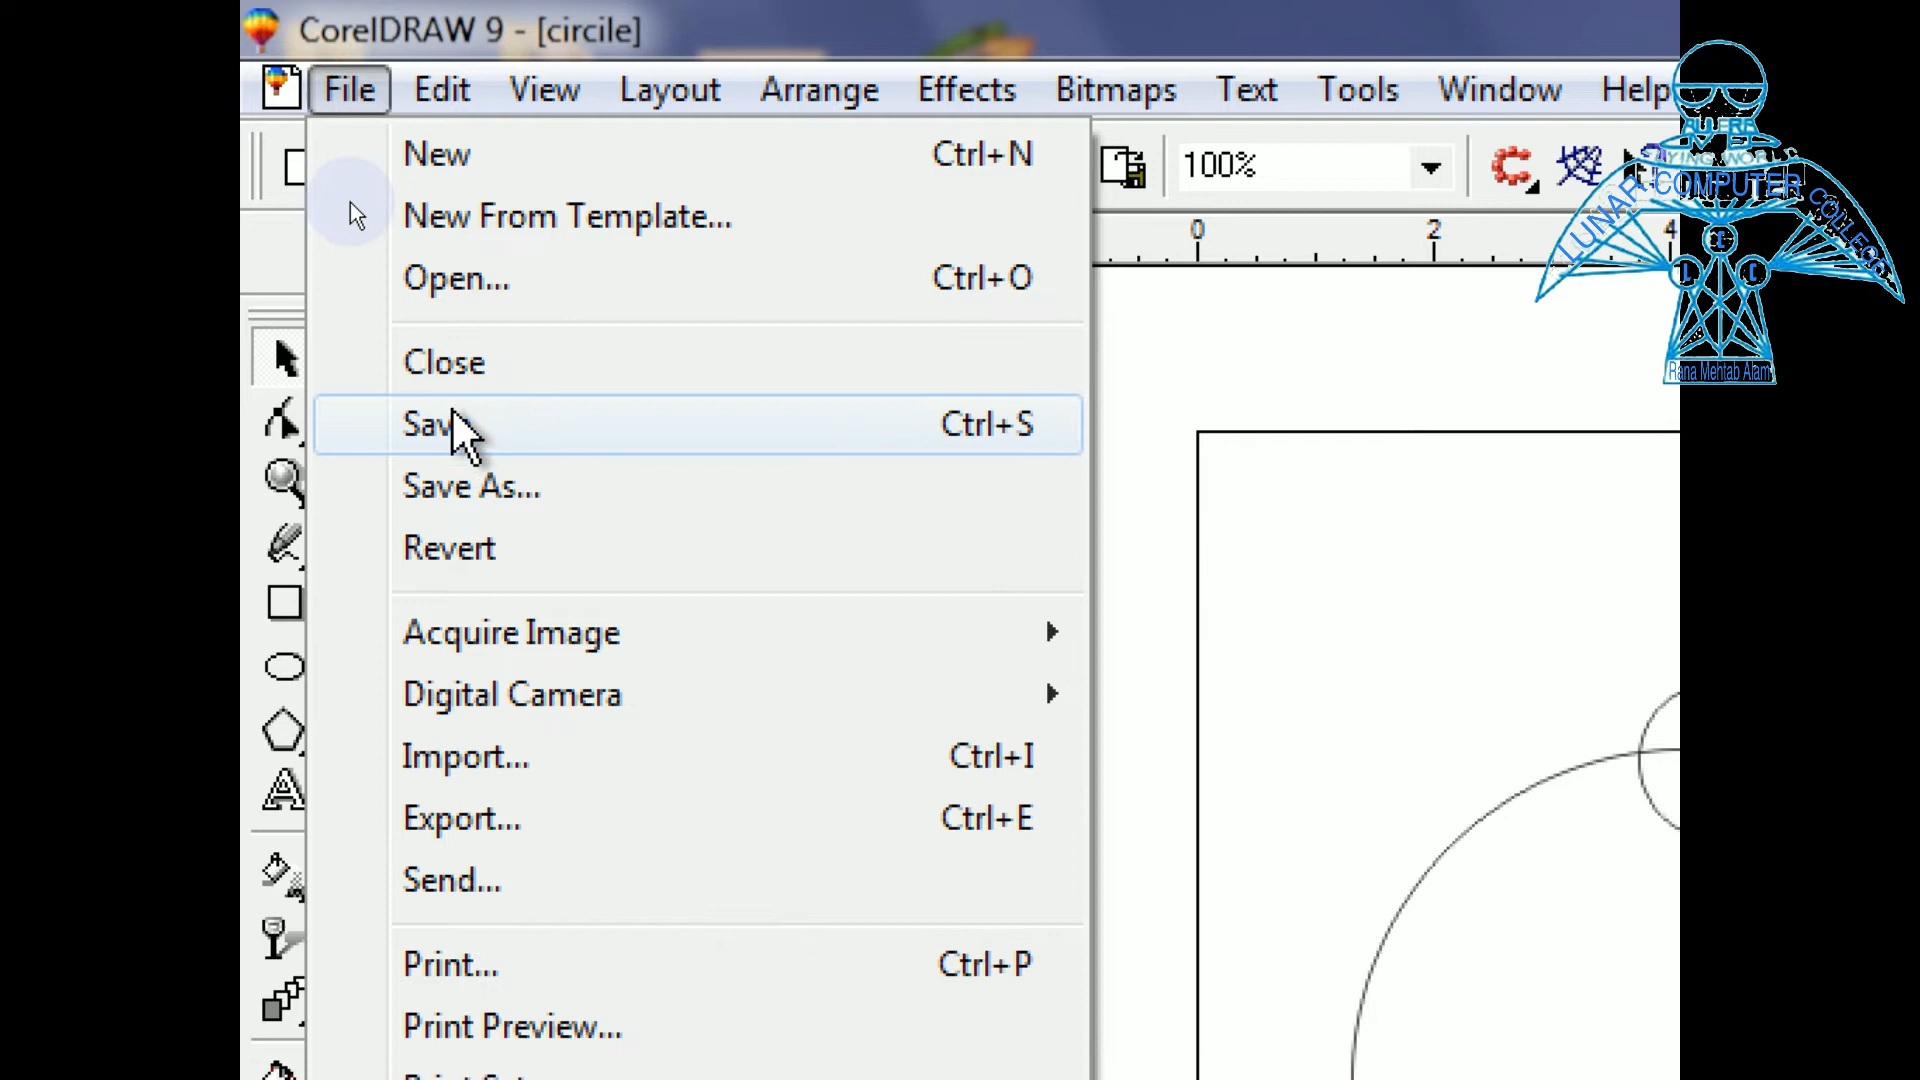 CorelDRAW 9 - [circile]
File Edit View Layout Arrange Effects Bitmaps Text Tools Window Help
New Ctrl+N
New From Template...
Open... Ctrl+O
Close
Save Ctrl+S
Save As...
Revert
Acquire Image
Digital Camera
Import... Ctrl+I
Export... Ctrl+E
Send...
Print... Ctrl+P
Print Preview...
100%
0 2 4
LUNAR COMPUTER COLLEGE
Rana Mehtab Alam